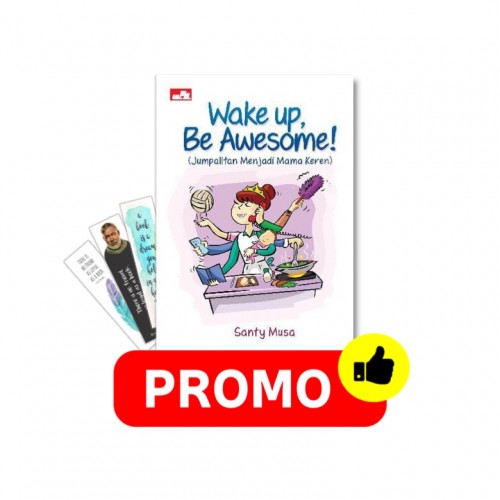 Wake up,
Be Awesome!
(Jumpalitan Menjadi Mama Keren)
Santy Musa
PROMO